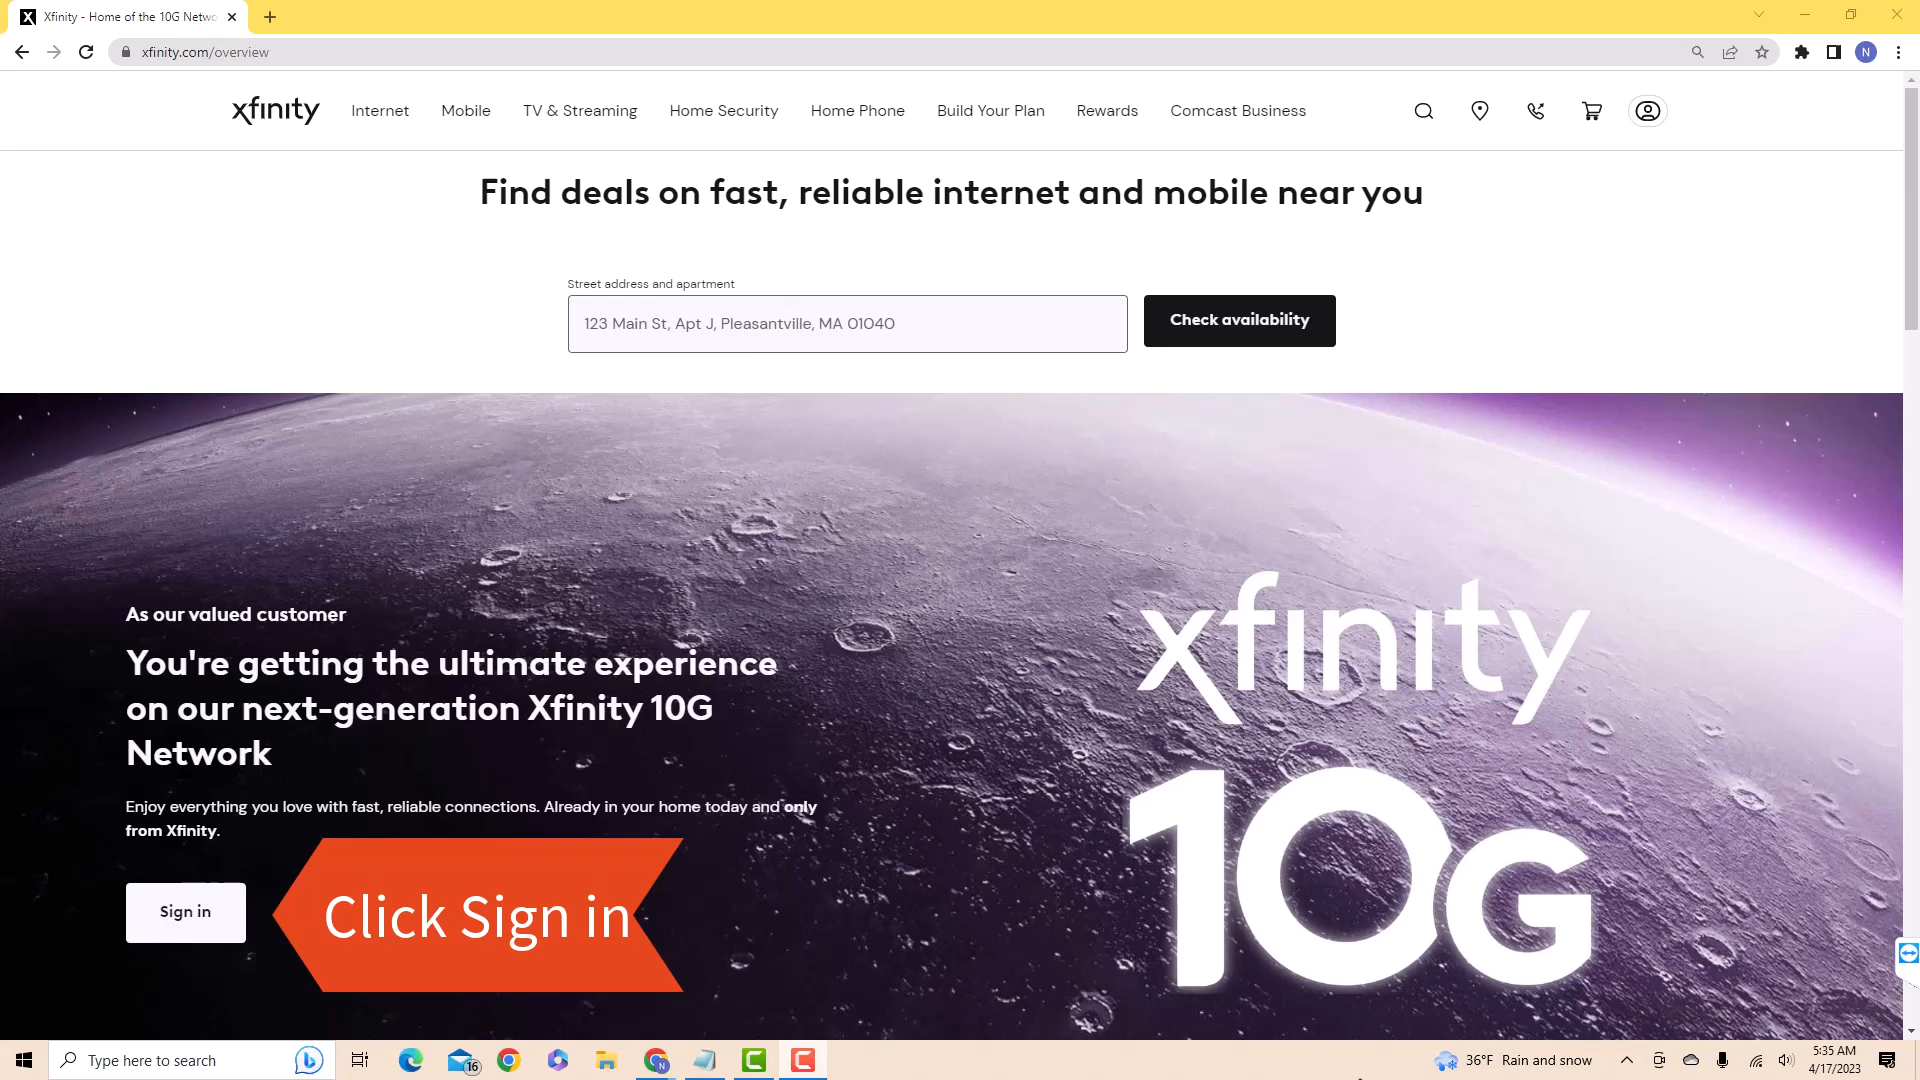 Xfinity - Home of the 10G Netwo
xfinity.com/overview
N
xfinity
Internet
Mobile
TV & Streaming
Home Security
Home Phone
Build Your Plan
Rewards
Comcast Business
Find deals on fast, reliable internet and mobile near you
Street address and apartment
123 Main St, Apt J, Pleasantville, MA 01040
Check availability
As our valued customer
You're getting the ultimate experience
on our next-generation Xfinity 10G
Network
Enjoy everything you love with fast, reliable connections. Already in your home today and only
from Xfinity.
Sign in
Click Sign in
xfinity
10G
Type here to search
16
N
36°F Rain and snow
5:35 AM
4/17/2023